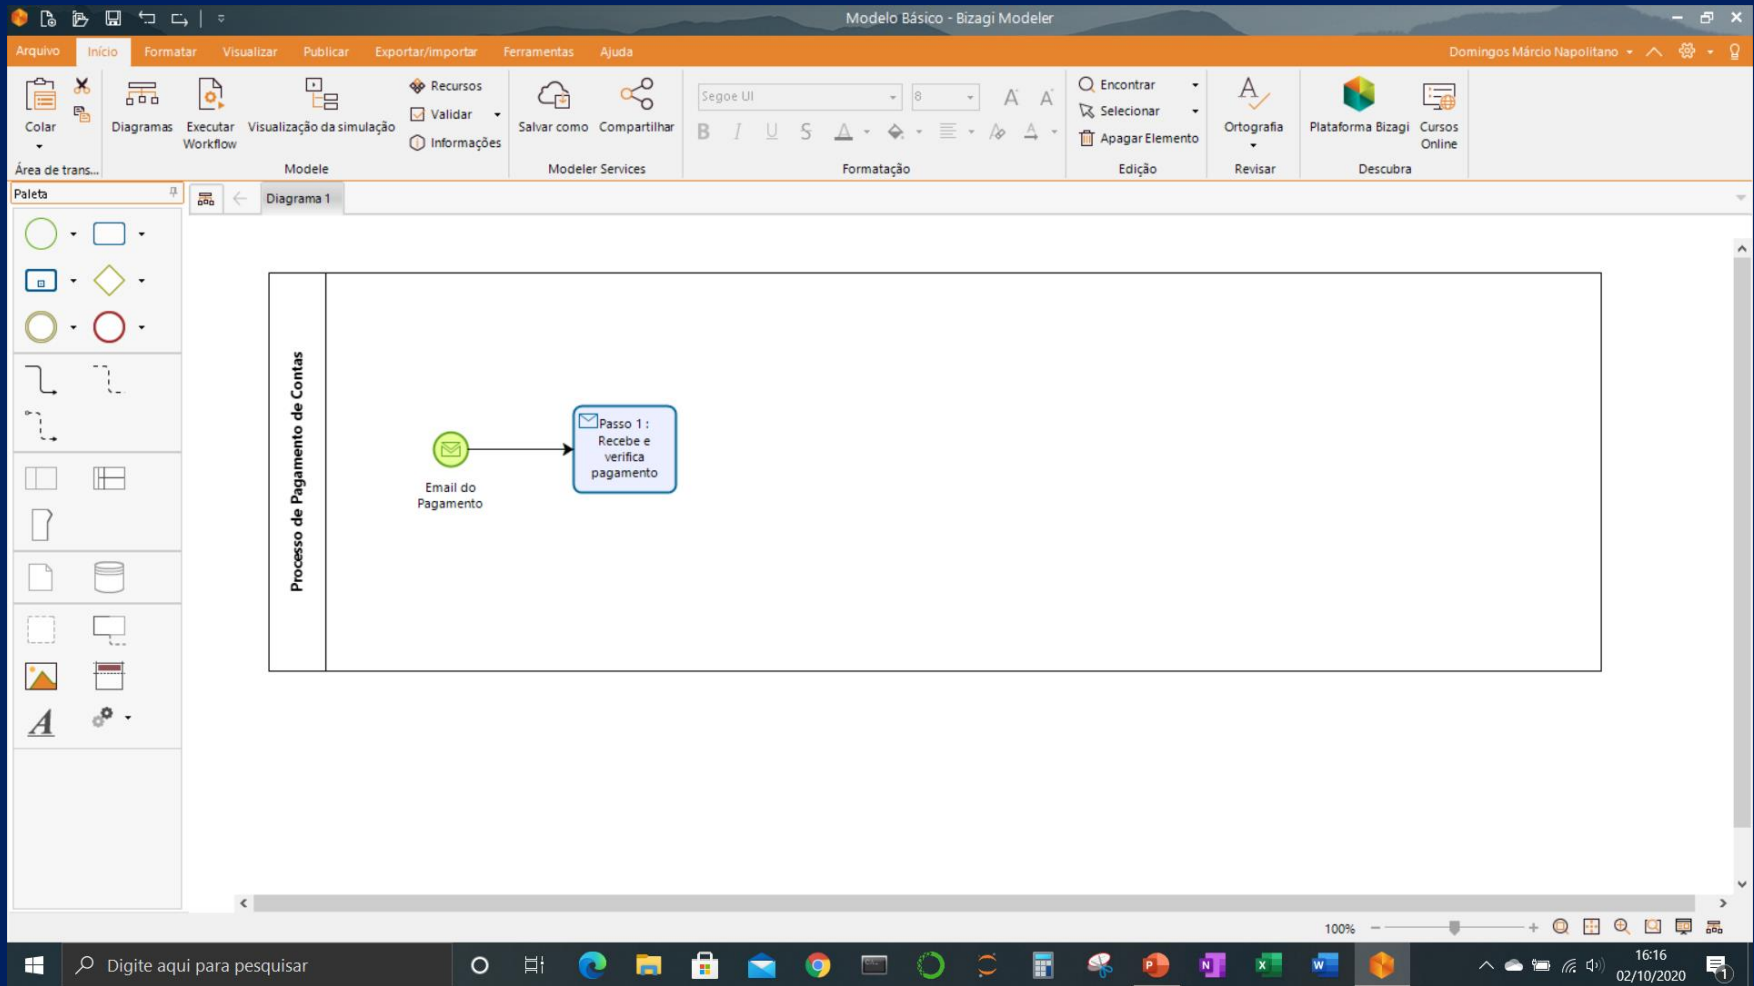 Modelo Básico - Bizagi Modeler
Arquivo Início Formatar Visualizar Publicar Exportar/importar Ferramentas Ajuda Domingos Márcio Napolitano
Colar
Área de trans...
Diagramas
Executar
Workflow
Visualização da simulação
Recursos
Validar
Informações
Modele
Salvar como
Compartilhar
Modeler Services
Segoe UI 8
A A
B I U S A A
Formatação
Encontrar
Selecionar
Apagar Elemento
Edição
A
Ortografia
Revisar
Plataforma Bizagi
Cursos
Online
Descubra
Paleta
Diagrama 1
A
Processo de Pagamento de Contas
Email do
Pagamento
Passo 1 :
Recebe e
verifica
pagamento
100%
Digite aqui para pesquisar
P N X W
16:16
02/10/2020
1